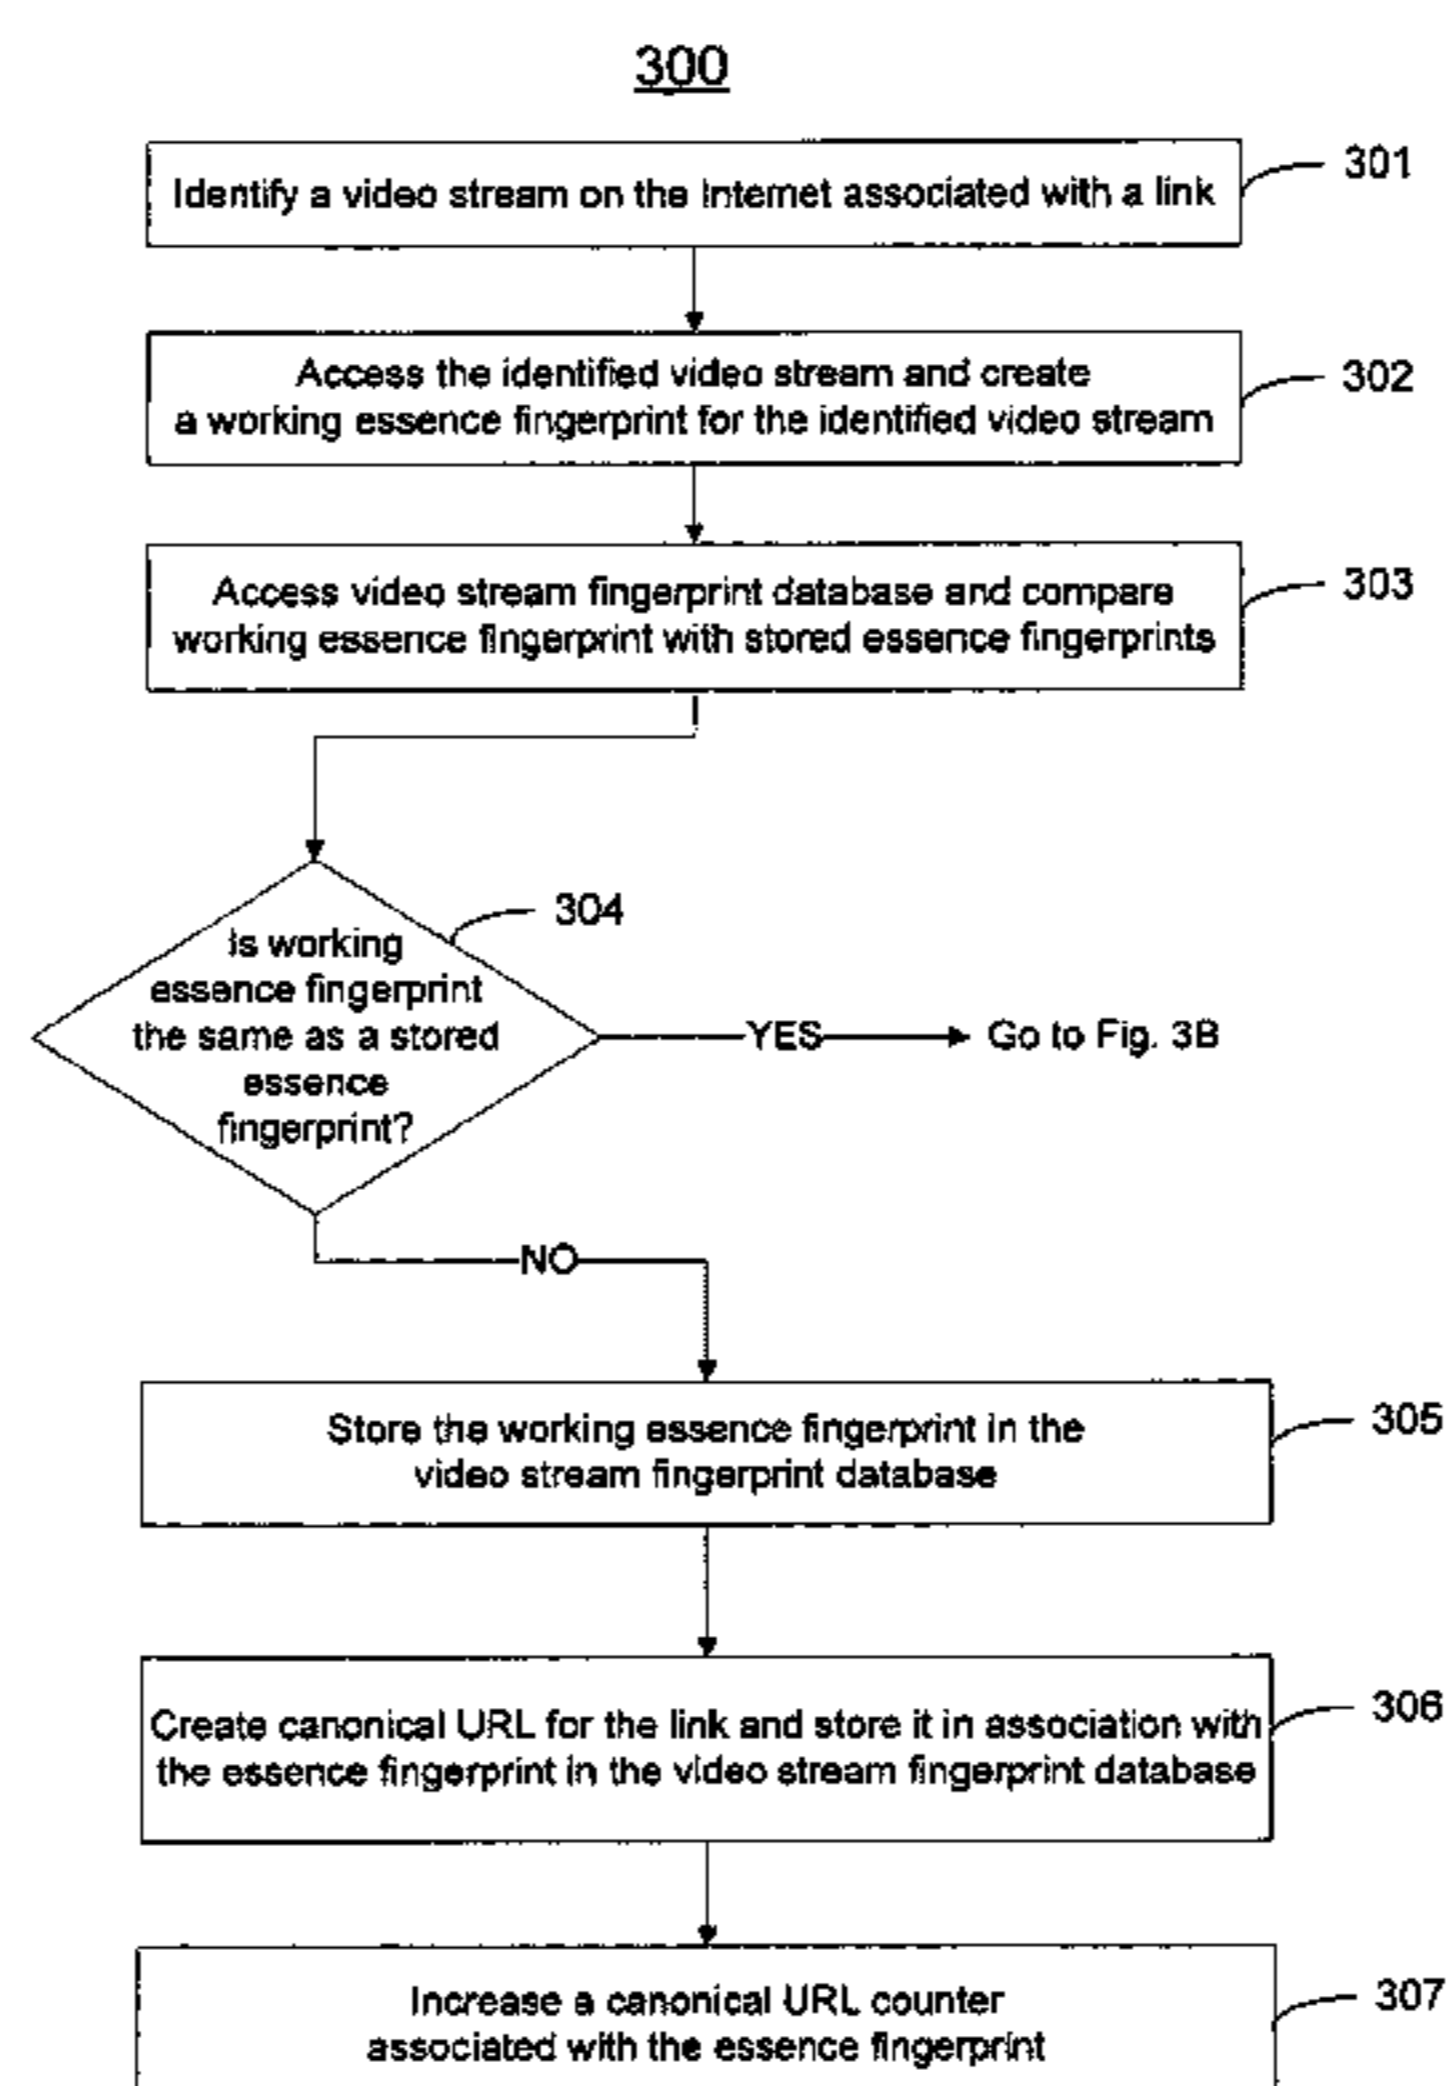 300
Identify a video stream on the Internet associated with a link
301
Access the identified video stream and create
a working essence fingerprint for the identified video stream
302
Access video stream fingerprint database and compare
working essence fingerprint with stored essence fingerprints
303
304
Is working
essence fingerprint
the same as a stored
essence
fingerprint?
YES
Go to Fig. 3B
NO
Store the working essence fingerprint in the
video stream fingerprint database
305
Create canonical URL for the link and store it in association with
the essence fingerprint in the video stream fingerprint database
306
Increase a canonical URL counter
associated with the essence fingerprint
307